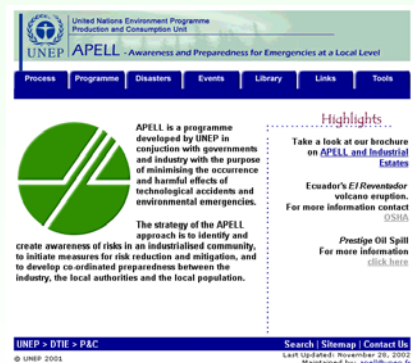 United Nations Environment Programme
Production and Consumption Unit
UNEP
APELL - Awareness and Preparedness for Emergencies at a Local Level
Process Programme Disasters Events Library Links Tools
APELL is a programme
developed by UNEP in
conjuction with governments
and industry with the purpose
of minimising the occurrence
and harmful effects of
technological accidents and
environmental emergencies.
The strategy of the APELL
approach is to identify and
create awareness of risks in an industrialised community,
to initiate measures for risk reduction and mitigation, and
to develop co-ordinated preparedness between the
industry, the local authorities and the local population.
Highlights
Take a look at our brochure
on APELL and Industrial
Estates
Ecuador's El Reventador
volcano eruption.
For more information contact
OSHA
Prestige Oil Spill
For more information
click here
UNEP > DTIE > P&C
Search | Sitemap | Contact Us
© UNEP 2001
Last Updated: November 28, 2002
Maintained by: apell@unep.fr